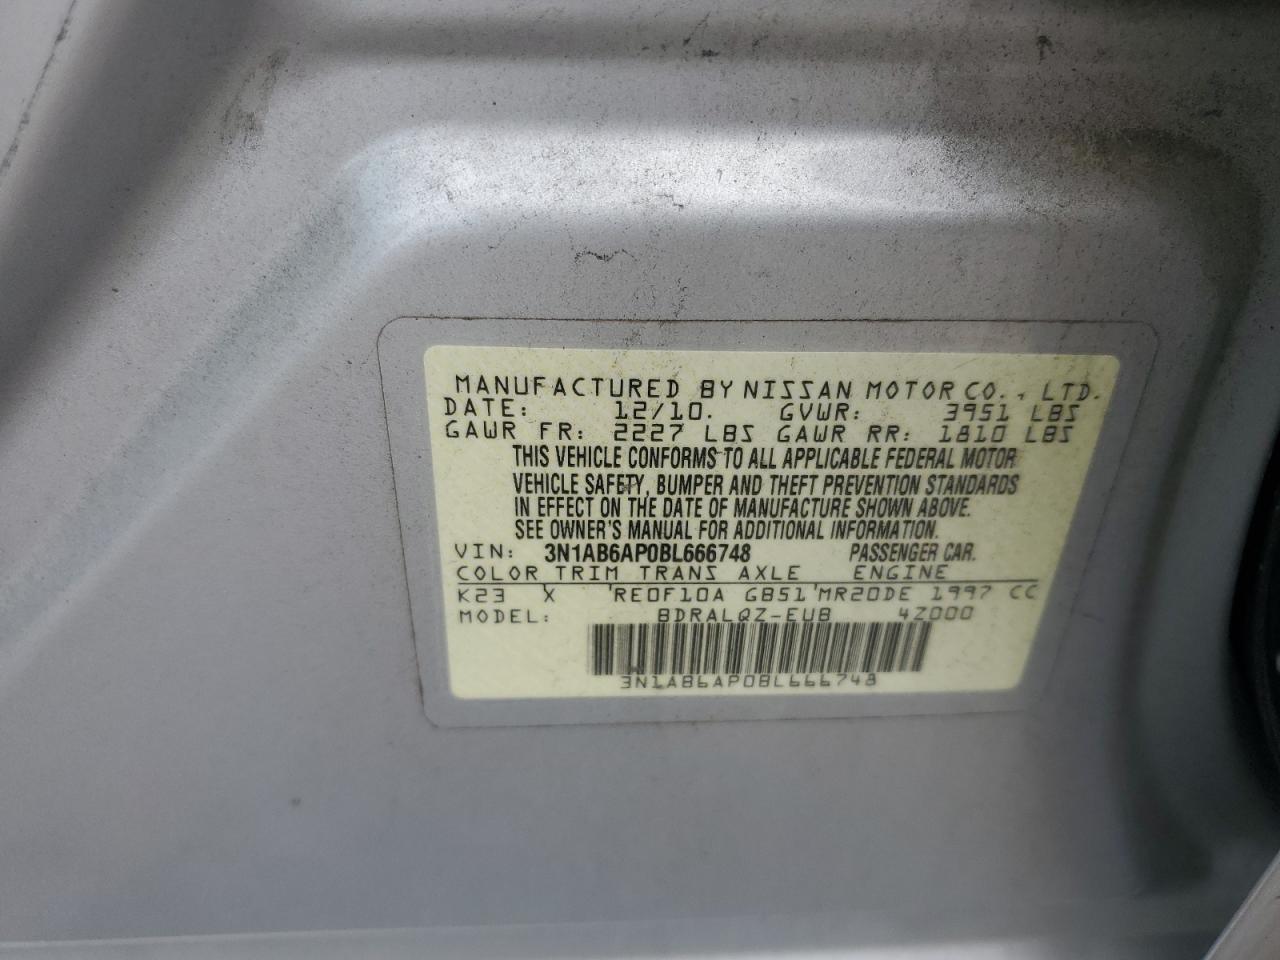 MANUFACTURED BY NISSAN MOTOR CO., LTD.
DATE: 12/10. GVWR: 3951 LBS
GAWR FR: 2227 LBS GAWR RR: 1810 LBS
THIS VEHICLE CONFORMS TO ALL APPLICABLE FEDERAL MOTOR
VEHICLE SAFETY, BUMPER AND THEFT PREVENTION STANDARDS
IN EFFECT ON THE DATE OF MANUFACTURE SHOWN ABOVE.
SEE OWNER'S MANUAL FOR ADDITIONAL INFORMATION.
VIN: 3N1AB6AP0BL666748 PASSENGER CAR.
COLOR TRIM TRANS AXLE ENGINE
K23 X 'RE0F10A GB51'MR20DE 1997 CC
MODEL: BDRALQZ-EUB 4Z000
3N1AB6AP0BL666748